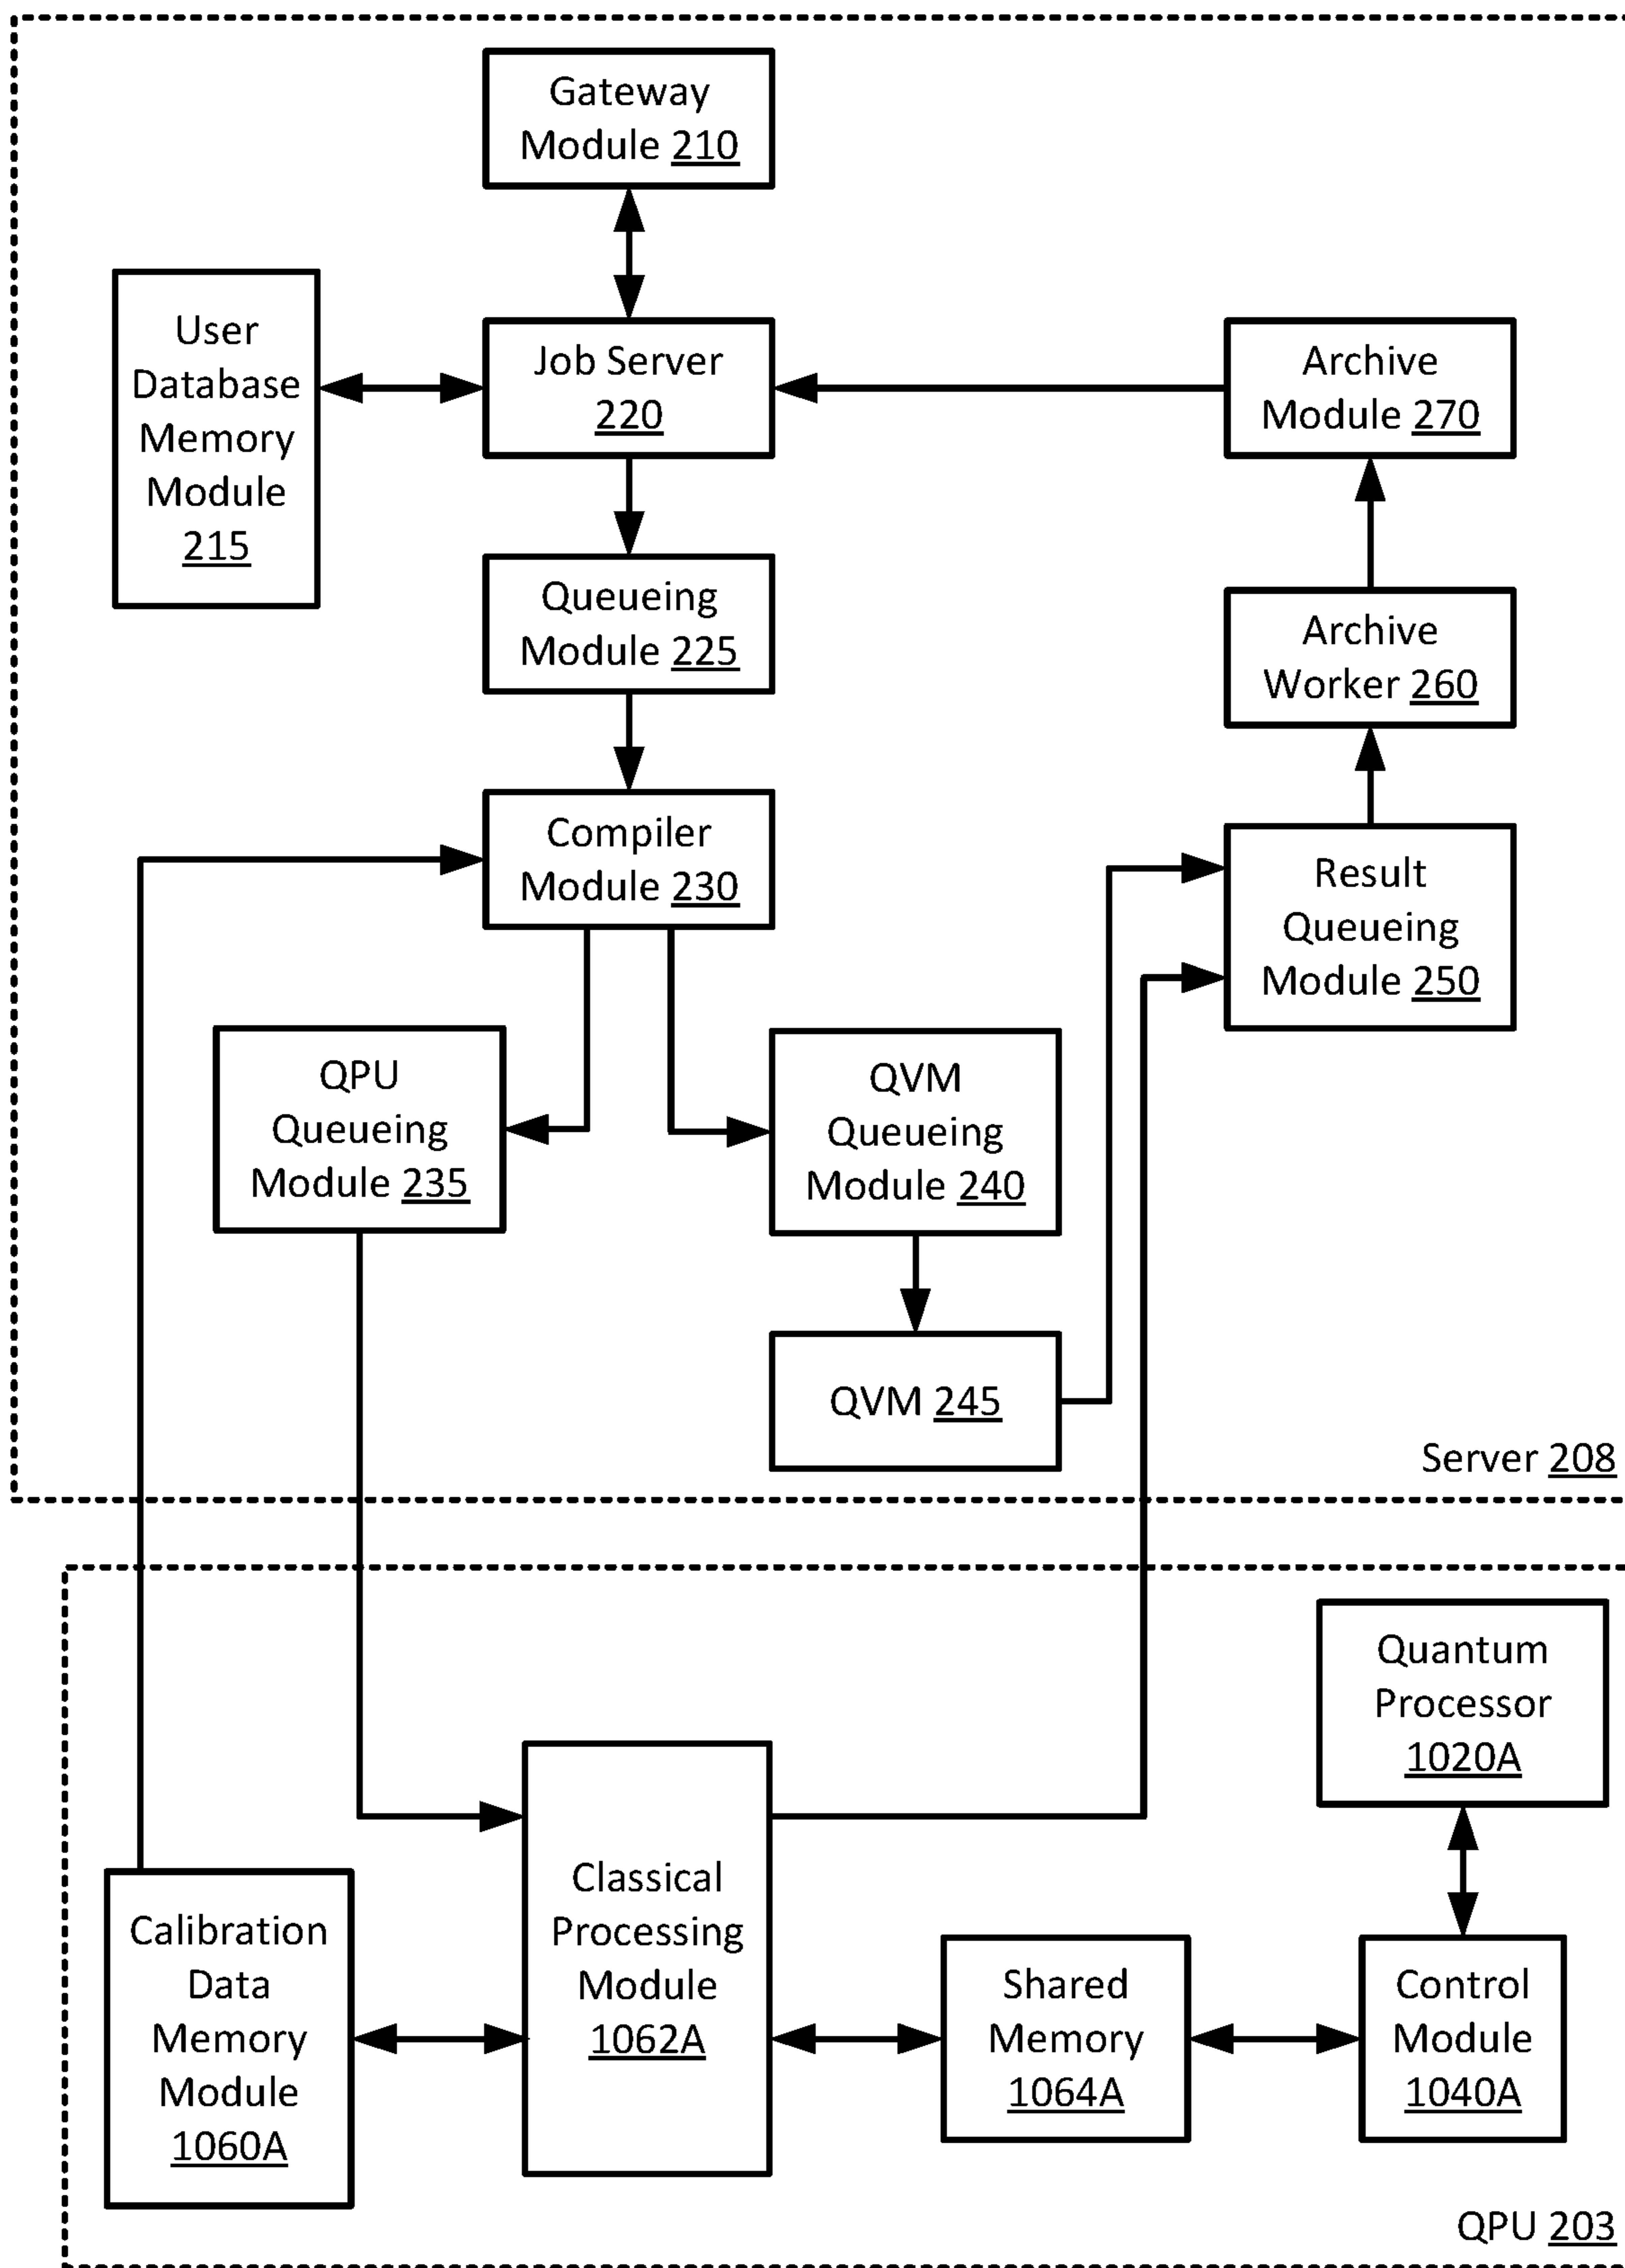 Gateway
Module 210
User
Database
Memory
Module
215
Job Server
220
Archive
Module 270
Queueing
Module 225
Archive
Worker 260
Compiler
Module 230
Result
Queueing
Module 250
QPU
Queueing
Module 235
QVM
Queueing
Module 240
QVM 245
Server 208
Quantum
Processor
1020A
Classical
Processing
Module
1062A
Calibration
Data
Memory
Module
1060A
Shared
Memory
1064A
Control
Module
1040A
QPU 203